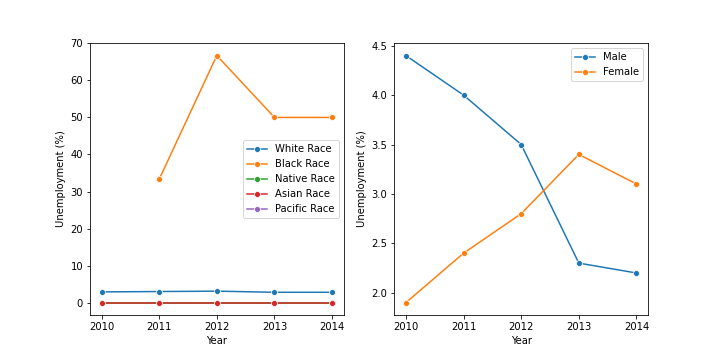 70
60
50
40
30
20
10
0
Unemployment (%)
2010 2011 2012 2013 2014
Year
White Race
Black Race
Native Race
Asian Race
Pacific Race
4.5
4.0
3.5
3.0
2.5
2.0
Unemployment (%)
2010 2011 2012 2013 2014
Year
Male
Female